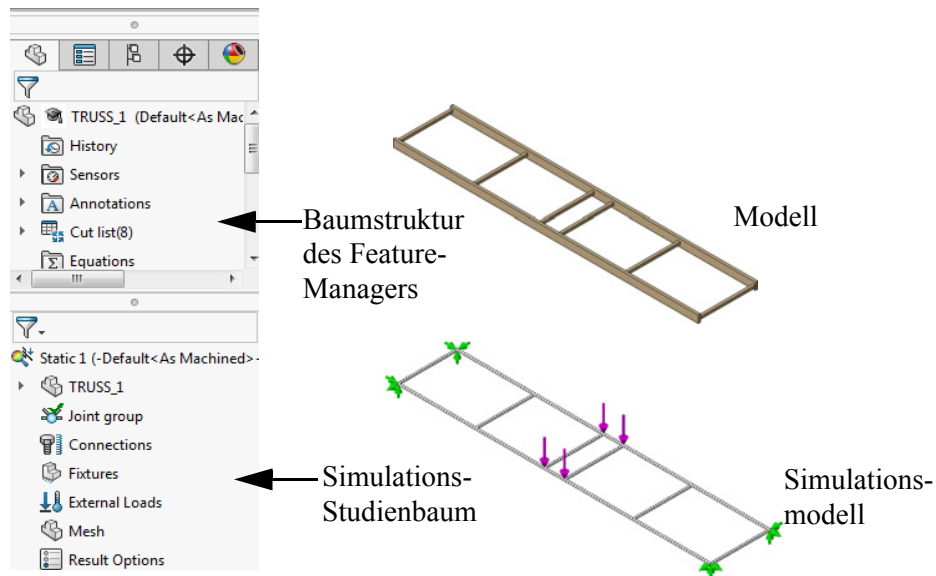 TRUSS_1 (Default<As Mac
History
Sensors
Annotations
Cut list(8)
Equations
Baumstruktur
des Feature-
Managers
Modell
Static 1 (-Default<As Machined>-
TRUSS_1
Joint group
Connections
Fixtures
External Loads
Mesh
Result Options
Simulations-
Studienbaum
Simulations-
modell